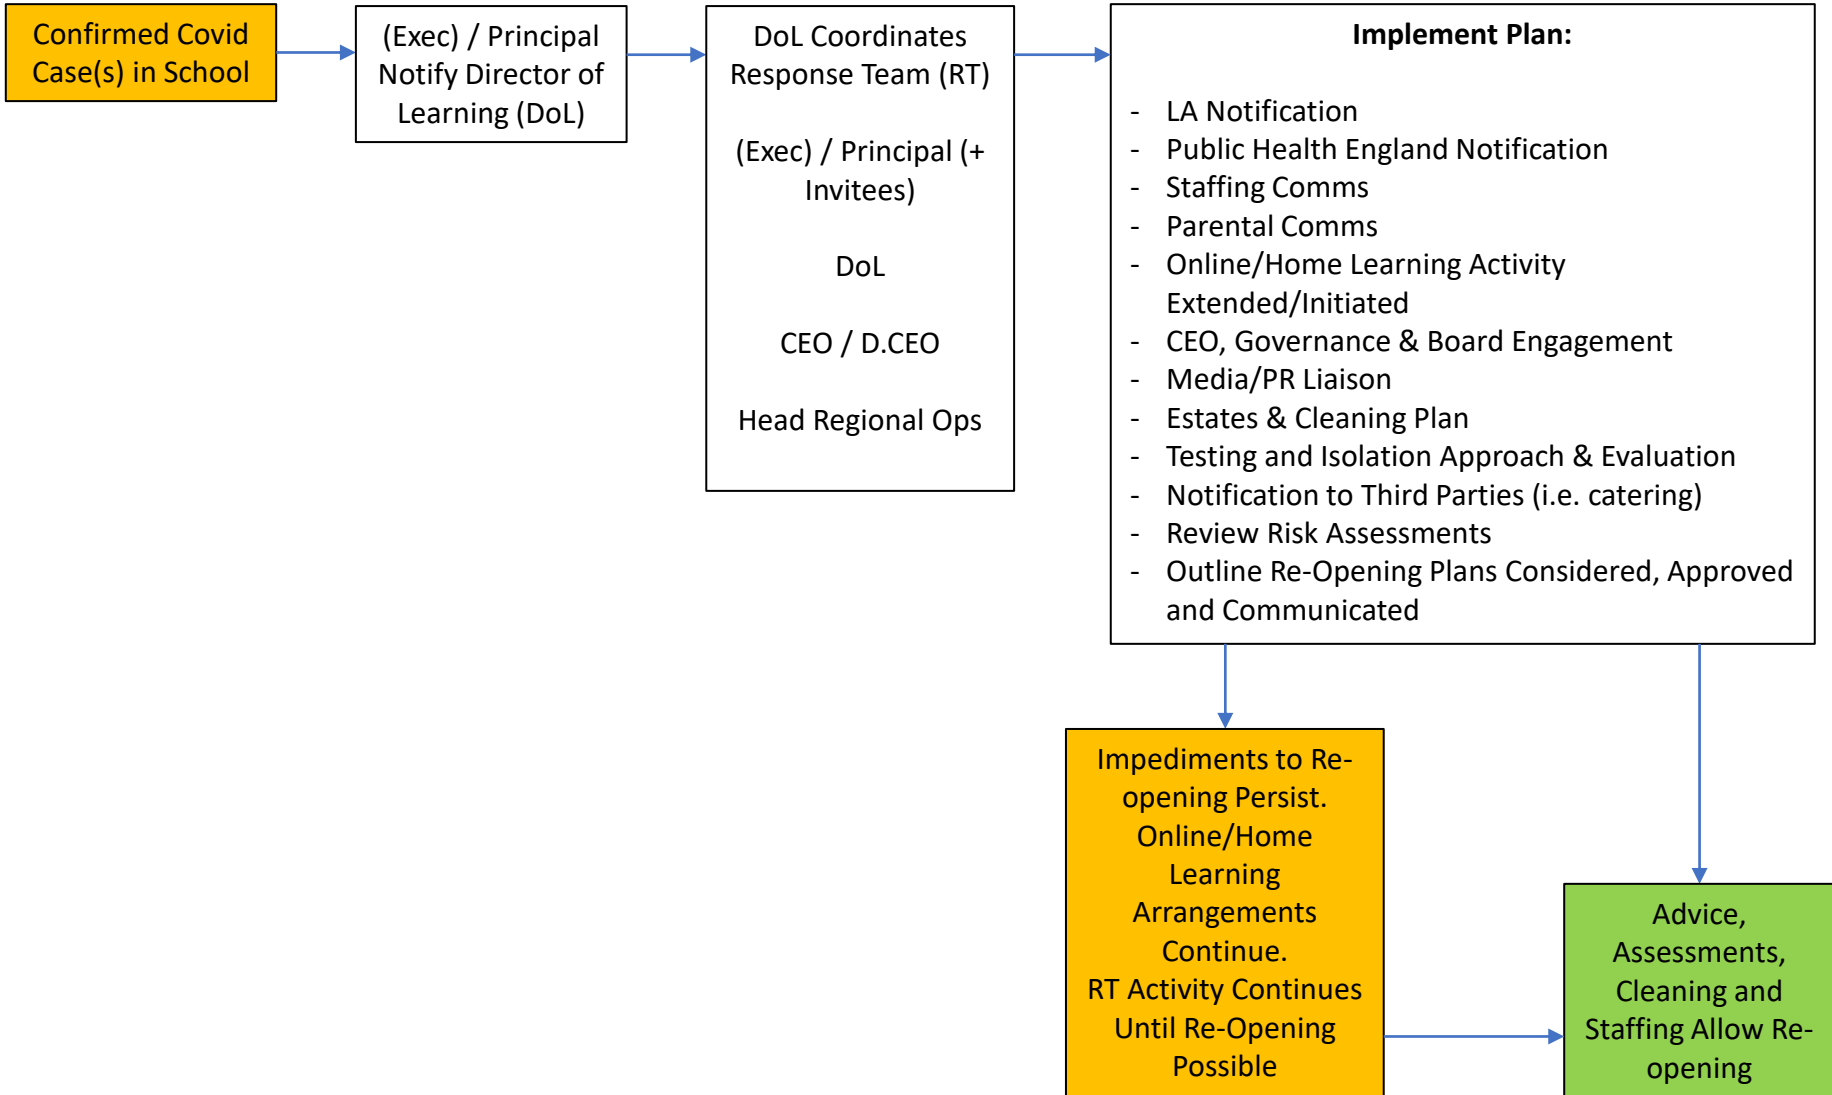 Confirmed Covid
Case(s) in School
(Exec) / Principal
Notify Director of
Learning (DoL)
DoL Coordinates
Response Team (RT)
(Exec) / Principal (+
Invitees)
DoL
CEO / D.CEO
Head Regional Ops
Implement Plan:
- LA Notification
- Public Health England Notification
- Staffing Comms
- Parental Comms
- Online/Home Learning Activity
Extended/Initiated
- CEO, Governance & Board Engagement
- Media/PR Liaison
- Estates & Cleaning Plan
- Testing and Isolation Approach & Evaluation
- Notification to Third Parties (i.e. catering)
- Review Risk Assessments
- Outline Re-Opening Plans Considered, Approved
and Communicated
Impediments to Re-
opening Persist.
Online/Home
Learning
Arrangements
Continue.
RT Activity Continues
Until Re-Opening
Possible
Advice,
Assessments,
Cleaning and
Staffing Allow Re-
opening